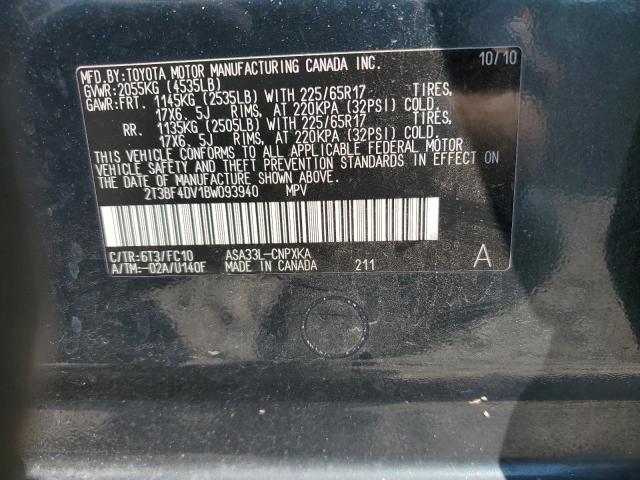 MFD.BY:TOYOTA MOTOR MANUFACTURING CANADA INC. 10/10
GVWR:2055KG (4535LB)
GAWR:FRT. 1145KG (2535LB) WITH 225/65R17 TIRES,
17X6.5J RIMS, AT 220KPA (32PSI) COLD.
RR. 1135KG (2505LB) WITH 225/65R17 TIRES,
17X6.5J RIMS, AT 220KPA (32PSI) COLD.
THIS VEHICLE CONFORMS TO ALL APPLICABLE FEDERAL MOTOR
VEHICLE SAFETY AND THEFT PREVENTION STANDARDS IN EFFECT ON
THE DATE OF MANUFACTURE SHOWN ABOVE.
2T3BF4DV1BW093940 MPV
C/TR:6T3/FC10 ASA33L-CNPXKA
A/TM:-02A/U140F MADE IN CANADA 211 A